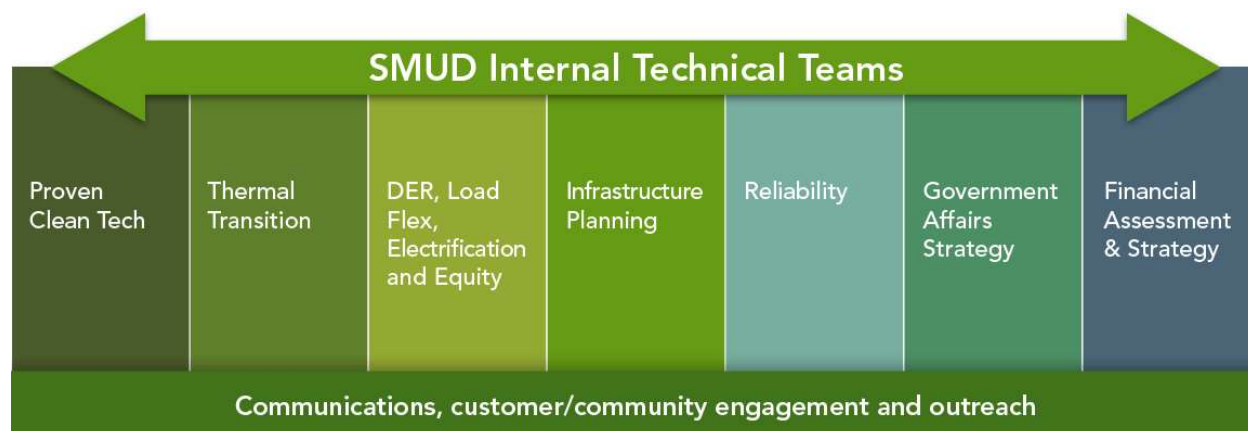 SMUD Internal Technical Teams
Proven
Clean Tech
Thermal
Transition
DER, Load
Flex,
Electrification
and Equity
Infrastructure
Planning
Reliability
Government
Affairs
Strategy
Financial
Assessment
& Strategy
Communications, customer/community engagement and outreach